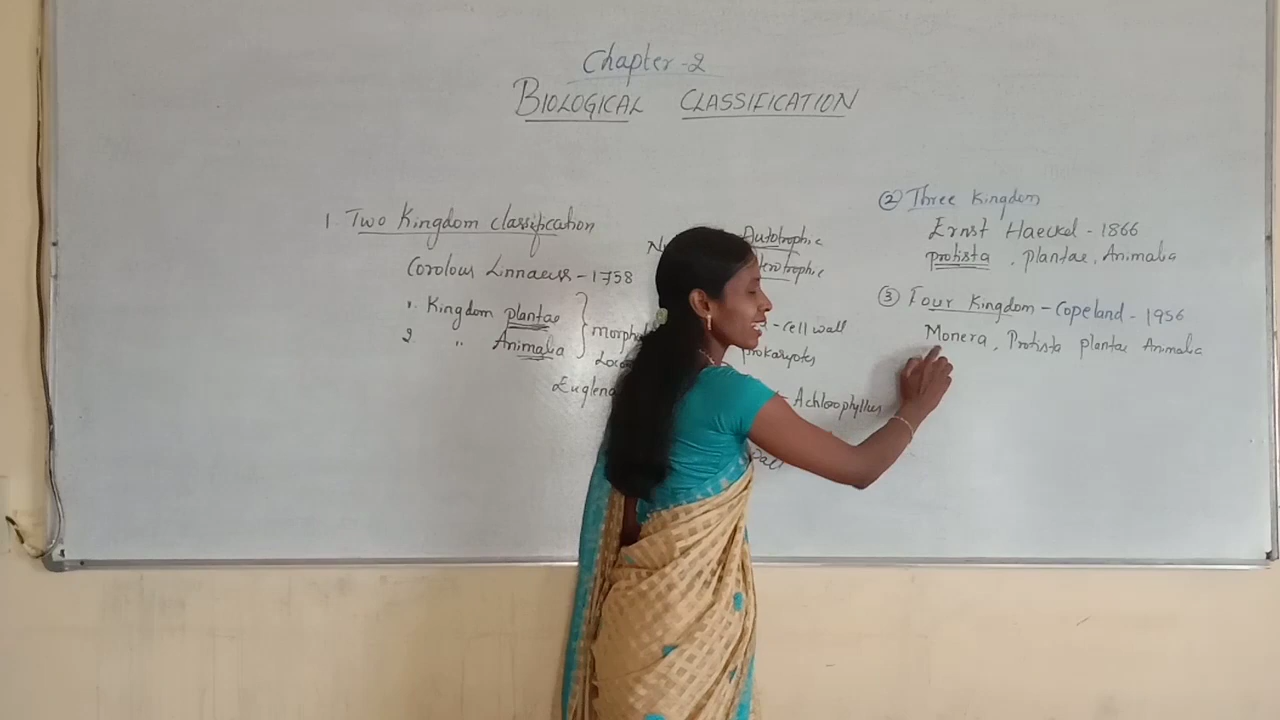 Chapter-2
BIOLOGICAL CLASSIFICATION
1. Two Kingdom classification
Corolous Linnaeus - 1758
1. Kingdom plantae
2 " Animalia
Euglena
Autotrophic
- cell wall
prokaryotes
- Achlorophyllus
② Three Kingdom
Ernst Haeckel - 1866
protista, plantae, Animalia
③ Four Kingdom - Copeland - 1956
Monera, Protista plantae Animalia